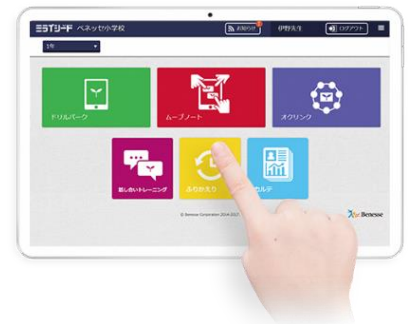 ミライシード ベネッセ小学校
お知らせ
伊野先生
ログアウト
1年
ドリルパーク
ムーブノート
オクリンク
話し合いトレーニング
ふりかえり
カルテ
© Benesse Corporation 2014-2021
Benesse